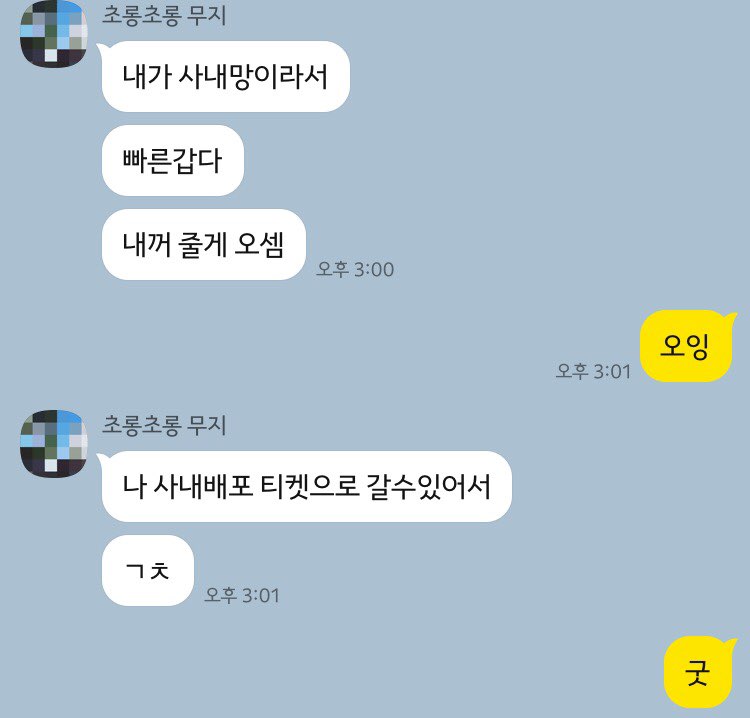 초롱초롱 무지
내가 사내망이라서
빠른갑다
내꺼 줄게 오셈
오후 3:00
오잉
오후 3:01
초롱초롱 무지
나 사내배포 티켓으로 갈수있어서
ㄱㅊ
오후 3:01
굿